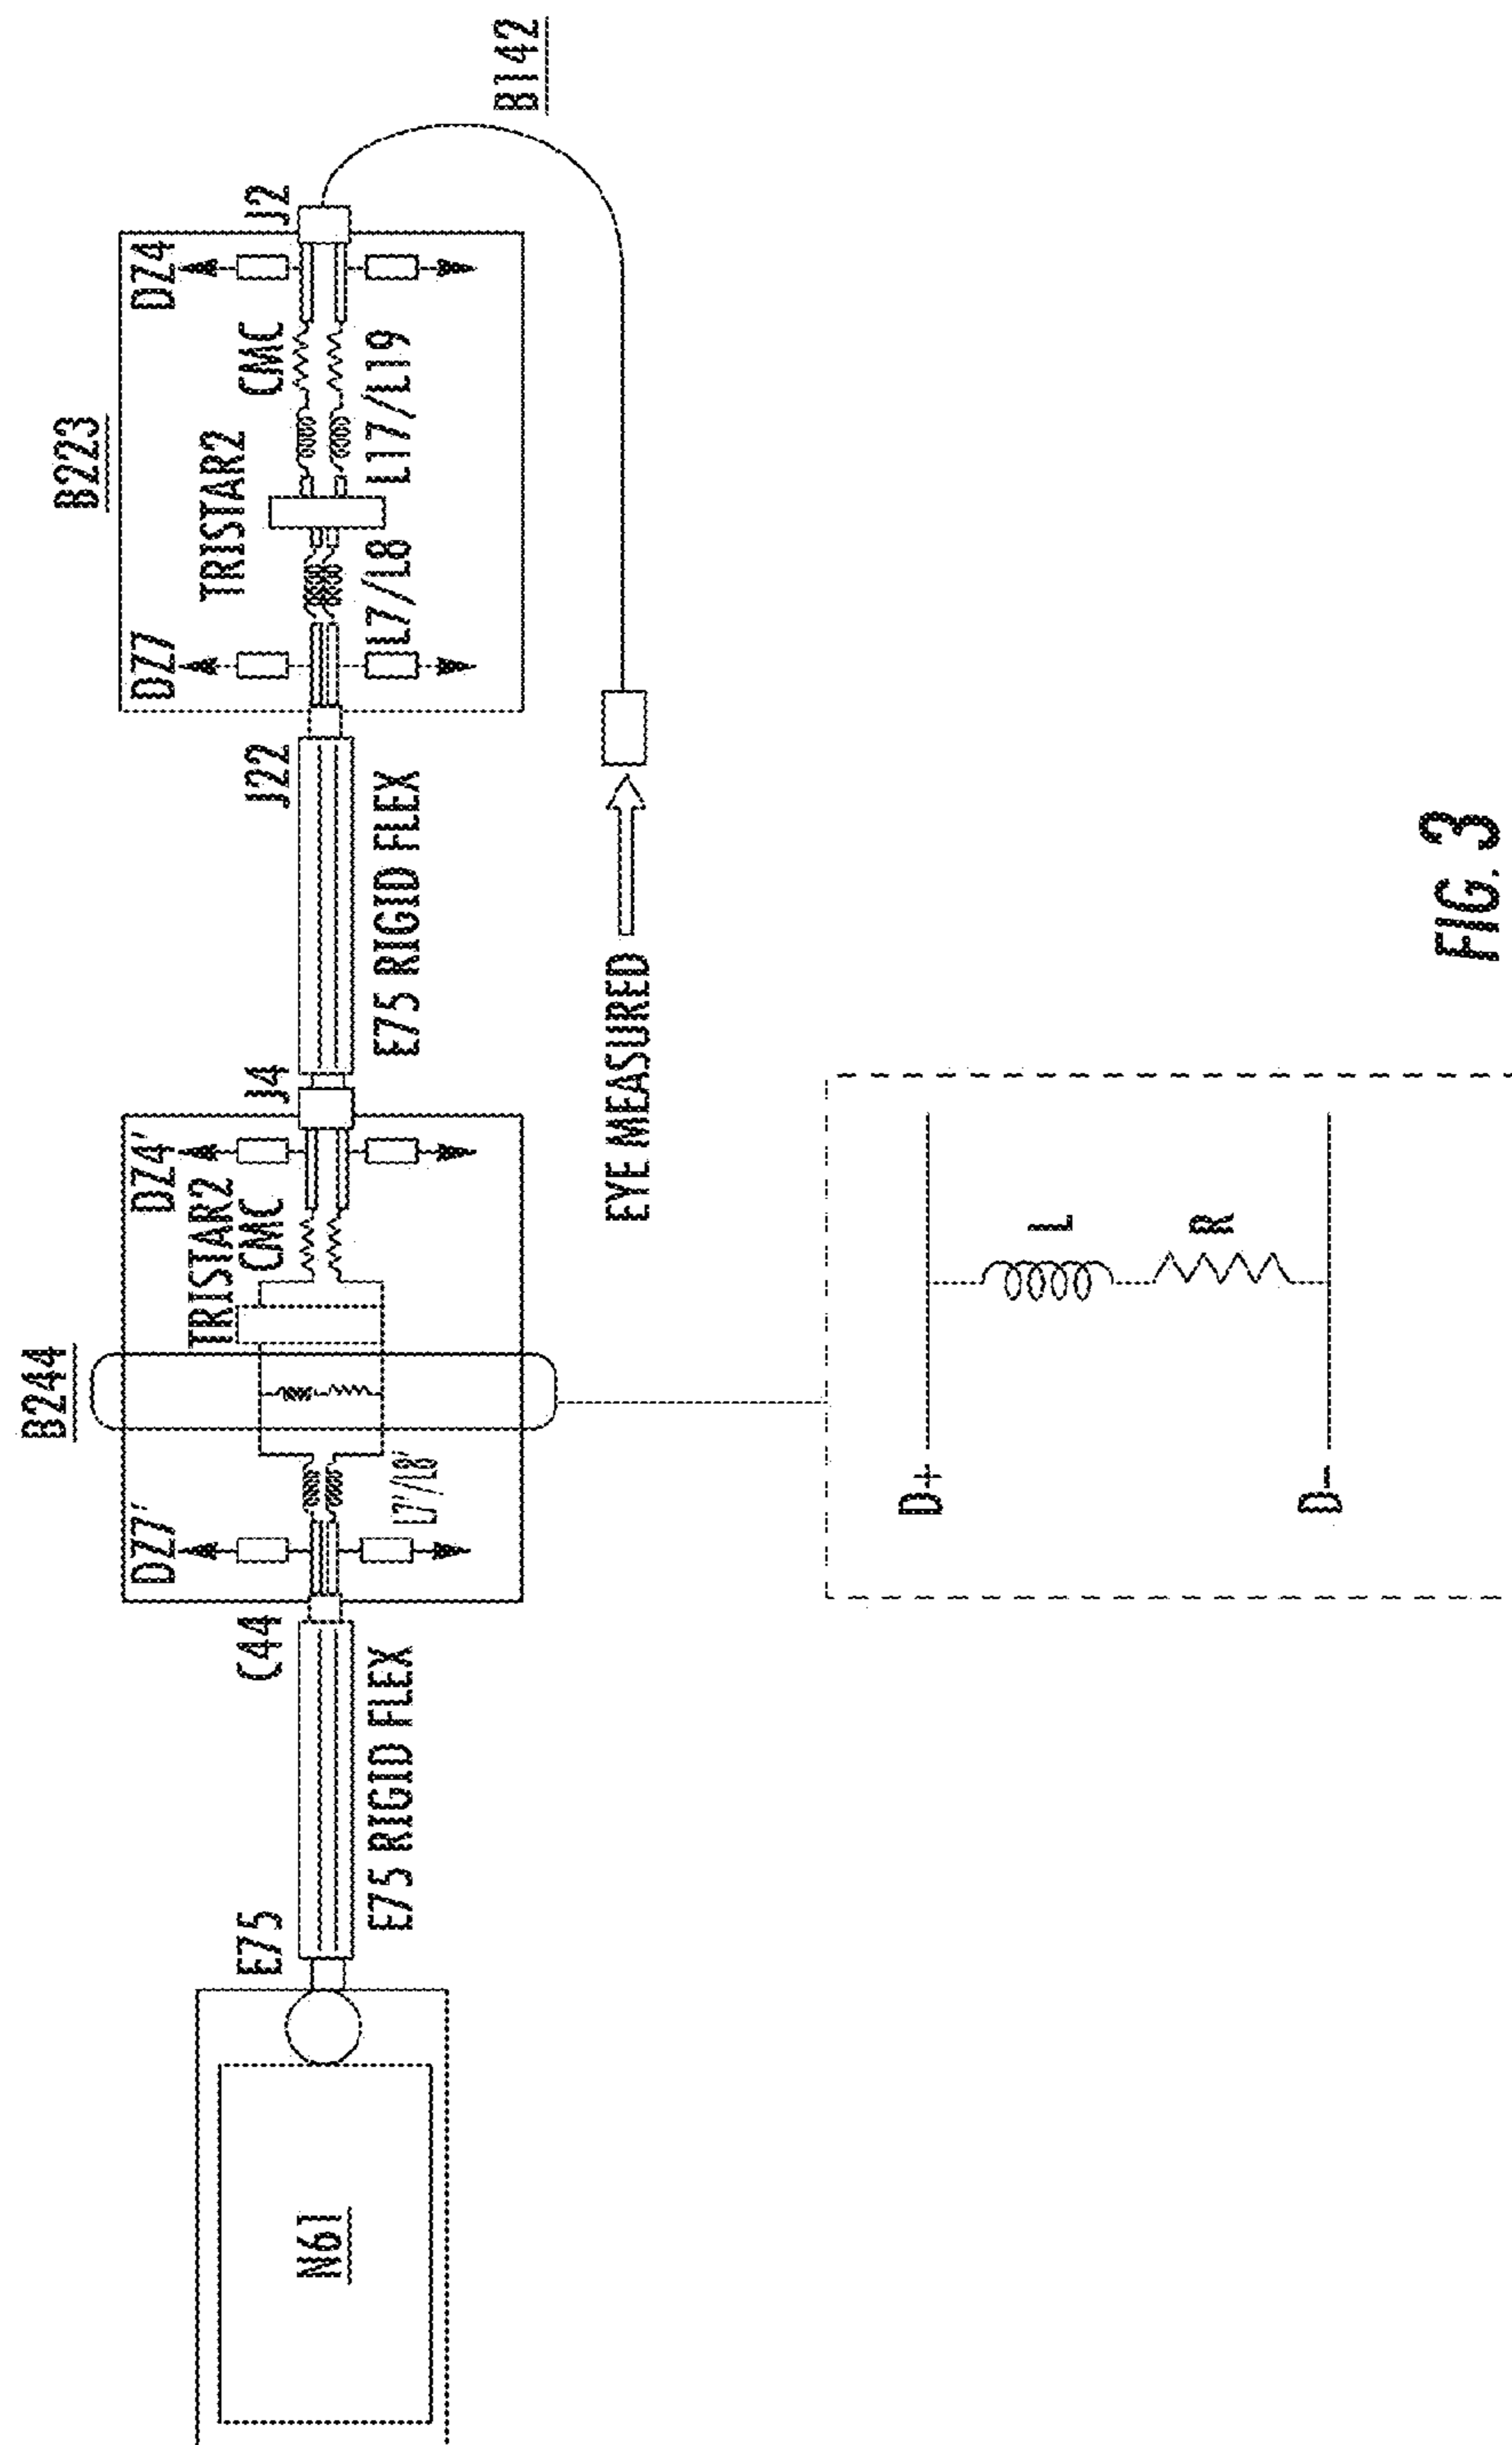 B244
B223
DZ7'
DZ4'
DZ7
DZ4
TRISTAR2
CMC
TRISTAR2
CMC
E75
C44
J4
J22
J2
N61
E75 RIGID FLEX
L7'/L8'
E75 RIGID FLEX
L7/L8
L17/L19
B142
EYE MEASURED
D+
L
R
D-
FIG. 3